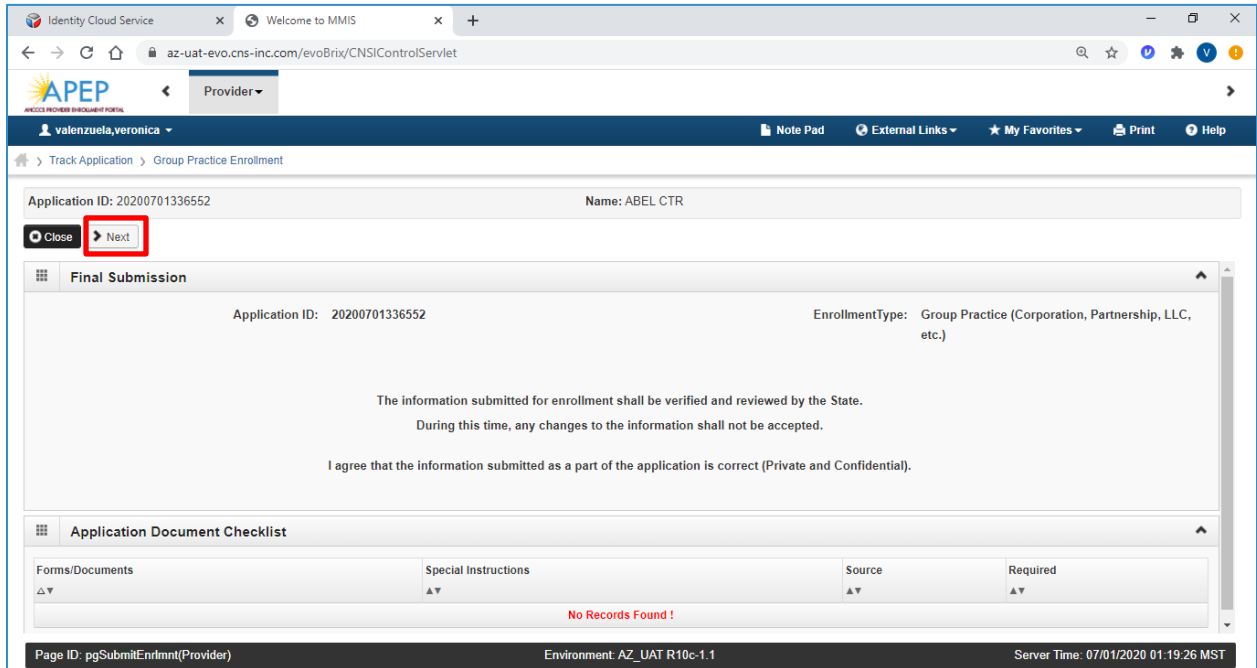 Identity Cloud Service
Welcome to MMIS
az-uat-evo.cns-inc.com/evoBrix/CNSIControlServlet
V
APEP
AHCCCS PROVIDER ENROLLMENT PORTAL
Provider
valenzuela,veronica
Note Pad
External Links
My Favorites
Print
Help
Track Application > Group Practice Enrollment
Application ID: 20200701336552 Name: ABEL CTR
Close
Next
Final Submission
Application ID: 20200701336552
EnrollmentType: Group Practice (Corporation, Partnership, LLC,
etc.)
The information submitted for enrollment shall be verified and reviewed by the State.
During this time, any changes to the information shall not be accepted.
I agree that the information submitted as a part of the application is correct (Private and Confidential).
Application Document Checklist
Forms/Documents Special Instructions Source Required
No Records Found !
Page ID: pgSubmitEnrlmnt(Provider) Environment: AZ_UAT R10c-1.1 Server Time: 07/01/2020 01:19:26 MST